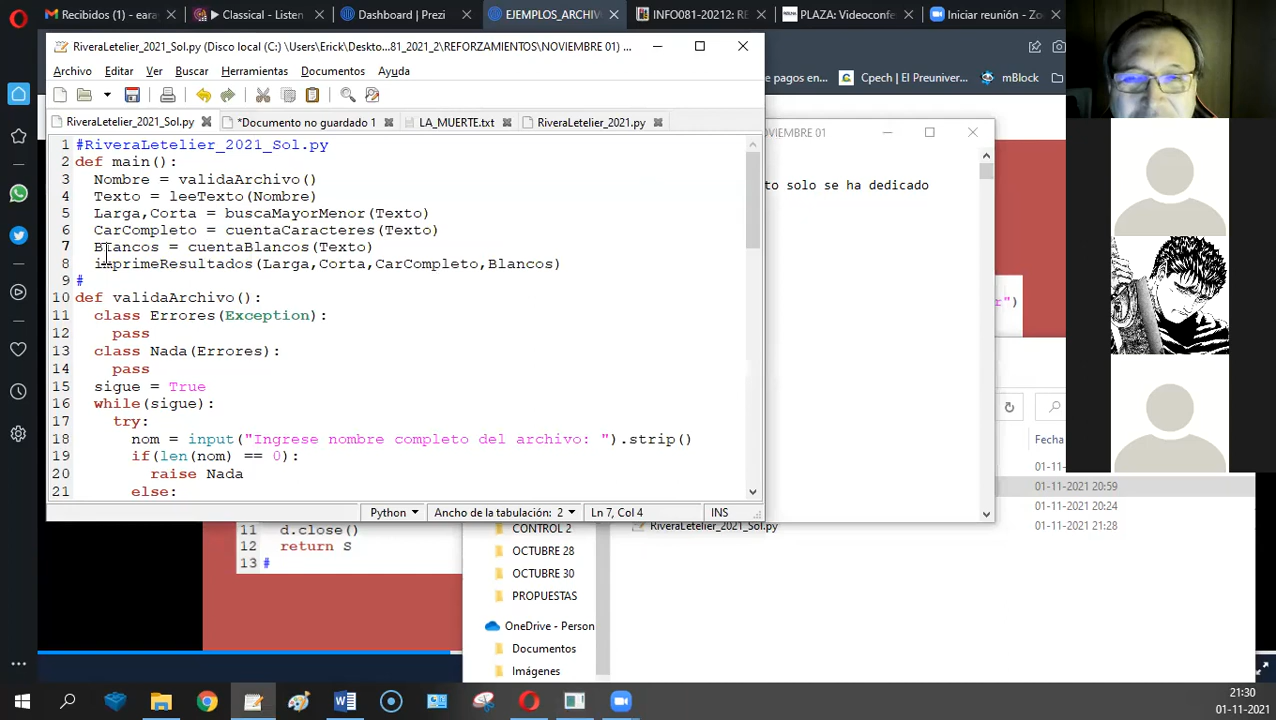 Recibidos (1) - earav
Classical - Listen
Dashboard | Prezi
EJEMPLOS_ARCHIV
INFO081-20212: RE
PLAZA: Videoconfe
Iniciar reunión - Zo
RiveraLetelier_2021_Sol.py (Disco local (C:) \Users\Erick\Deskto...81_2021_2\REFORZAMIENTOS\NOVIEMBRE 01) ...
Archivo Editar Ver Buscar Herramientas Documentos Ayuda
de pagos en...
Cpech | El Preuniver...
mBlock
RiveraLetelier_2021_Sol.py
*Documento no guardado 1
LA_MUERTE.txt
RiveraLetelier_2021.py
VIEMBRE 01
to solo se ha dedicado
1 #RiveraLetelier_2021_Sol.py
2 def main():
3 Nombre = validaArchivo()
4 Texto = leeTexto(Nombre)
5 Larga,Corta = buscaMayorMenor(Texto)
6 CarCompleto = cuentaCaracteres(Texto)
7 Blancos = cuentaBlancos(Texto)
8 imprimeResultados(Larga,Corta,CarCompleto,Blancos)
9 #
10 def validaArchivo():
11 class Errores(Exception):
12 pass
13 class Nada(Errores):
14 pass
15 sigue = True
16 while(sigue):
17 try:
18 nom = input("Ingrese nombre completo del archivo: ").strip()
19 if(len(nom) == 0):
20 raise Nada
21 else:
r")
Fecha
01-11-
01-11-2021 20:59
01-11-2021 20:24
01-11-2021 21:28
Python
Ancho de la tabulación: 2
Ln 7, Col 4
INS
RiveraLetelier_2021_Sol.py
11 d.close()
12 return S
13 #
CONTROL 2
OCTUBRE 28
OCTUBRE 30
PROPUESTAS
OneDrive - Person
Documentos
Imágenes
21:30
01-11-2021